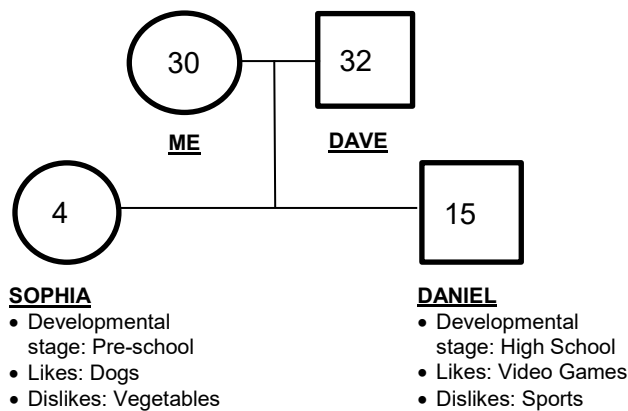 30
32
ME
DAVE
4
15
SOPHIA
• Developmental
stage: Pre-school
• Likes: Dogs
• Dislikes: Vegetables
DANIEL
• Developmental
stage: High School
• Likes: Video Games
• Dislikes: Sports